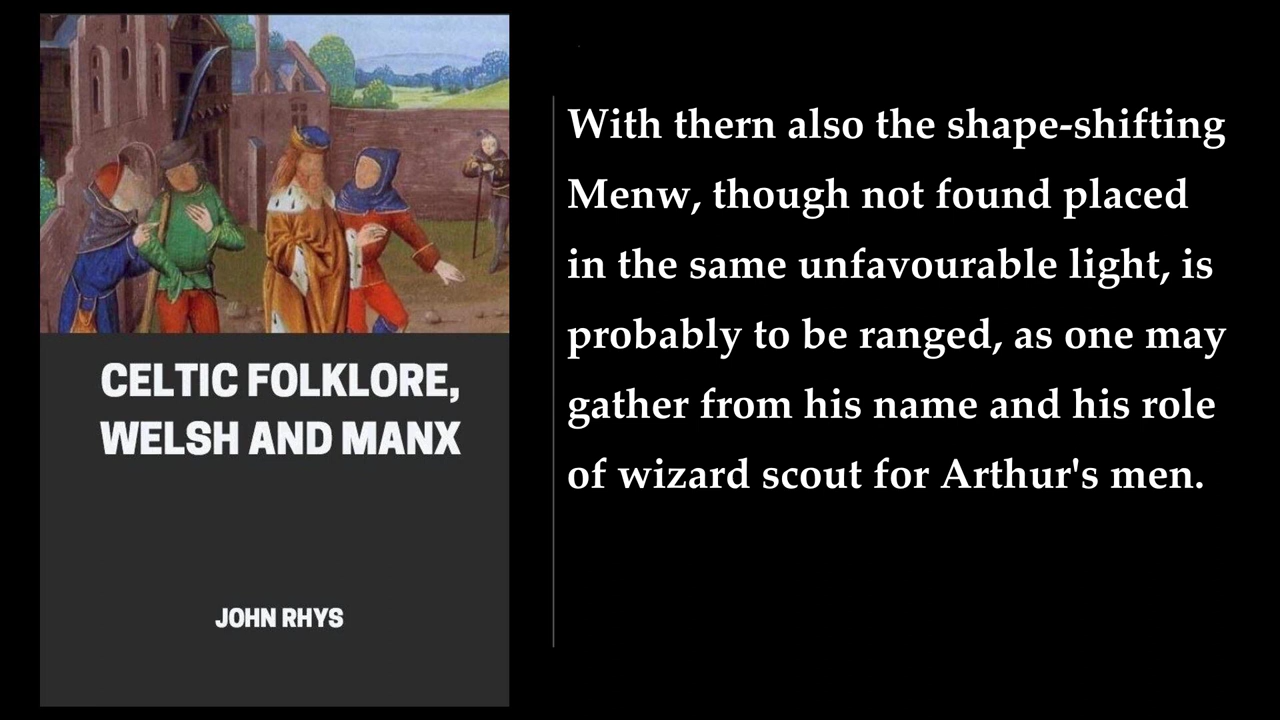 CELTIC FOLKLORE,
WELSH AND MANX
JOHN RHYS
With thern also the shape-shifting
Menw, though not found placed
in the same unfavourable light, is
probably to be ranged, as one may
gather from his name and his role
of wizard scout for Arthur's men.